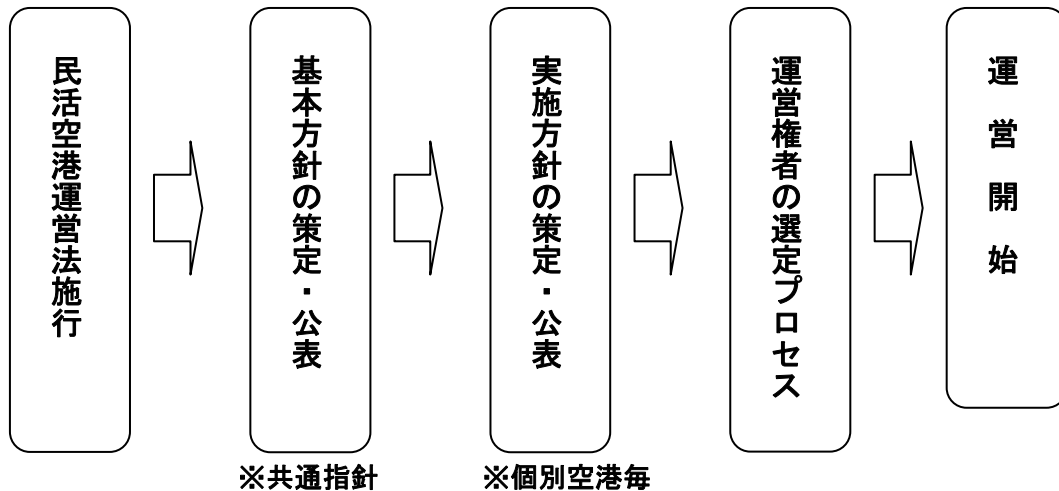 民活空港運営法施行
基本方針の策定・公表
実施方針の策定・公表
運営権者の選定プロセス
運営開始
※共通指針
※個別空港毎